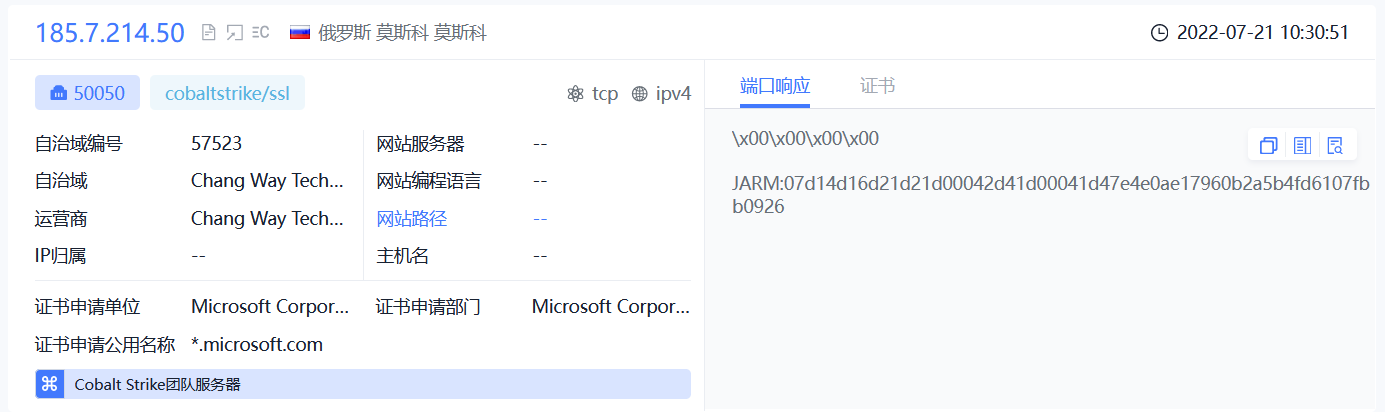 185.7.214.50 俄罗斯 莫斯科 莫斯科 2022-07-21 10:30:51
50050 cobaltstrike/ssl tcp ipv4
自治域编号 57523 网站服务器 --
自治域 Chang Way Tech... 网站编程语言 --
运营商 Chang Way Tech... 网站路径 --
IP归属 -- 主机名 --
证书申请单位 Microsoft Corpor... 证书申请部门 Microsoft Corpor...
证书申请公用名称 *.microsoft.com
Cobalt Strike团队服务器
端口响应 证书
\x00\x00\x00\x00
JARM:07d14d16d21d21d00042d41d00041d47e4e0ae17960b2a5b4fd6107fb
b0926